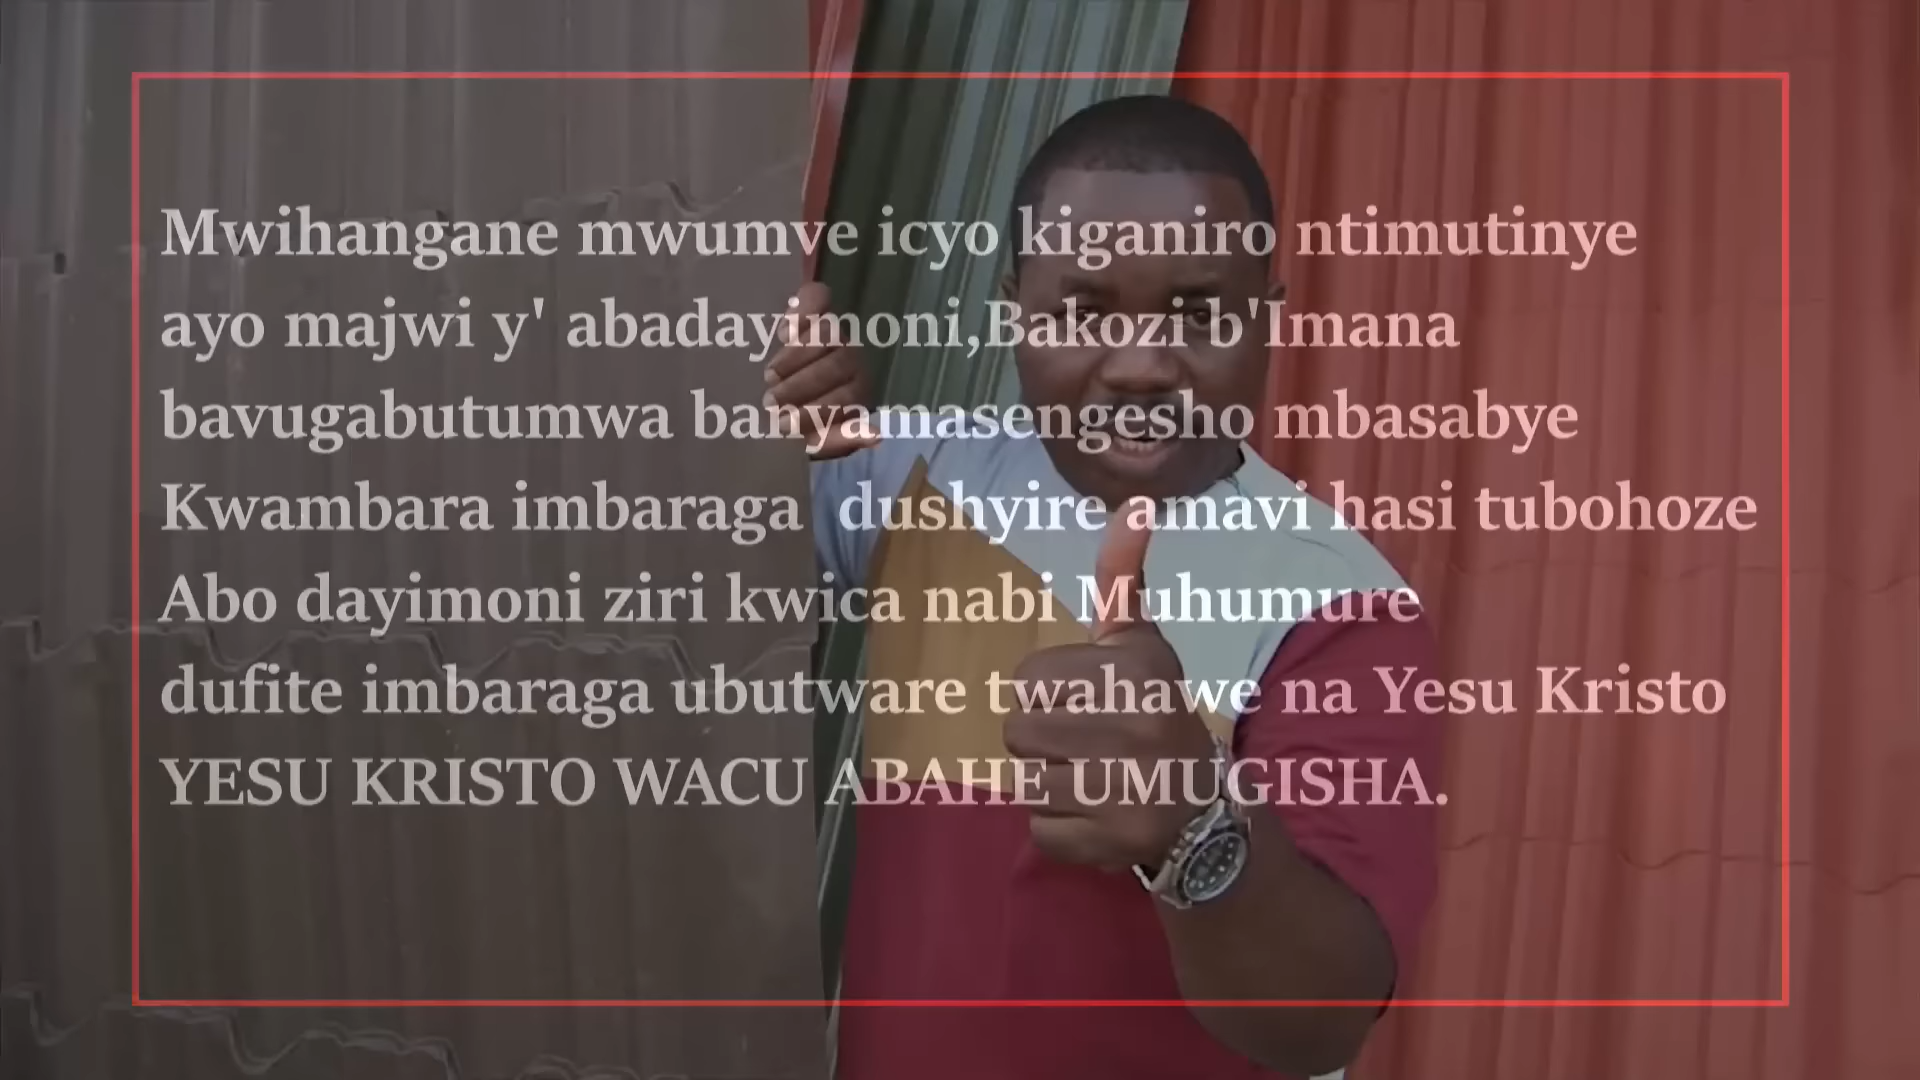 Mwihangane mwumve icyo kiganiro ntimutinye
ayo majwi y' abadayimoni,Bakozi b'Imana
bavugabutumwa banyamasengesho mbasabye
Kwambara imbaraga dushyire amavi hasi tubohoze
Abo dayimoni ziri kwica nabi Muhumure
dufite imbaraga ubutware twahawe na Yesu Kristo
YESU KRISTO WACU ABAHE UMUGISHA.